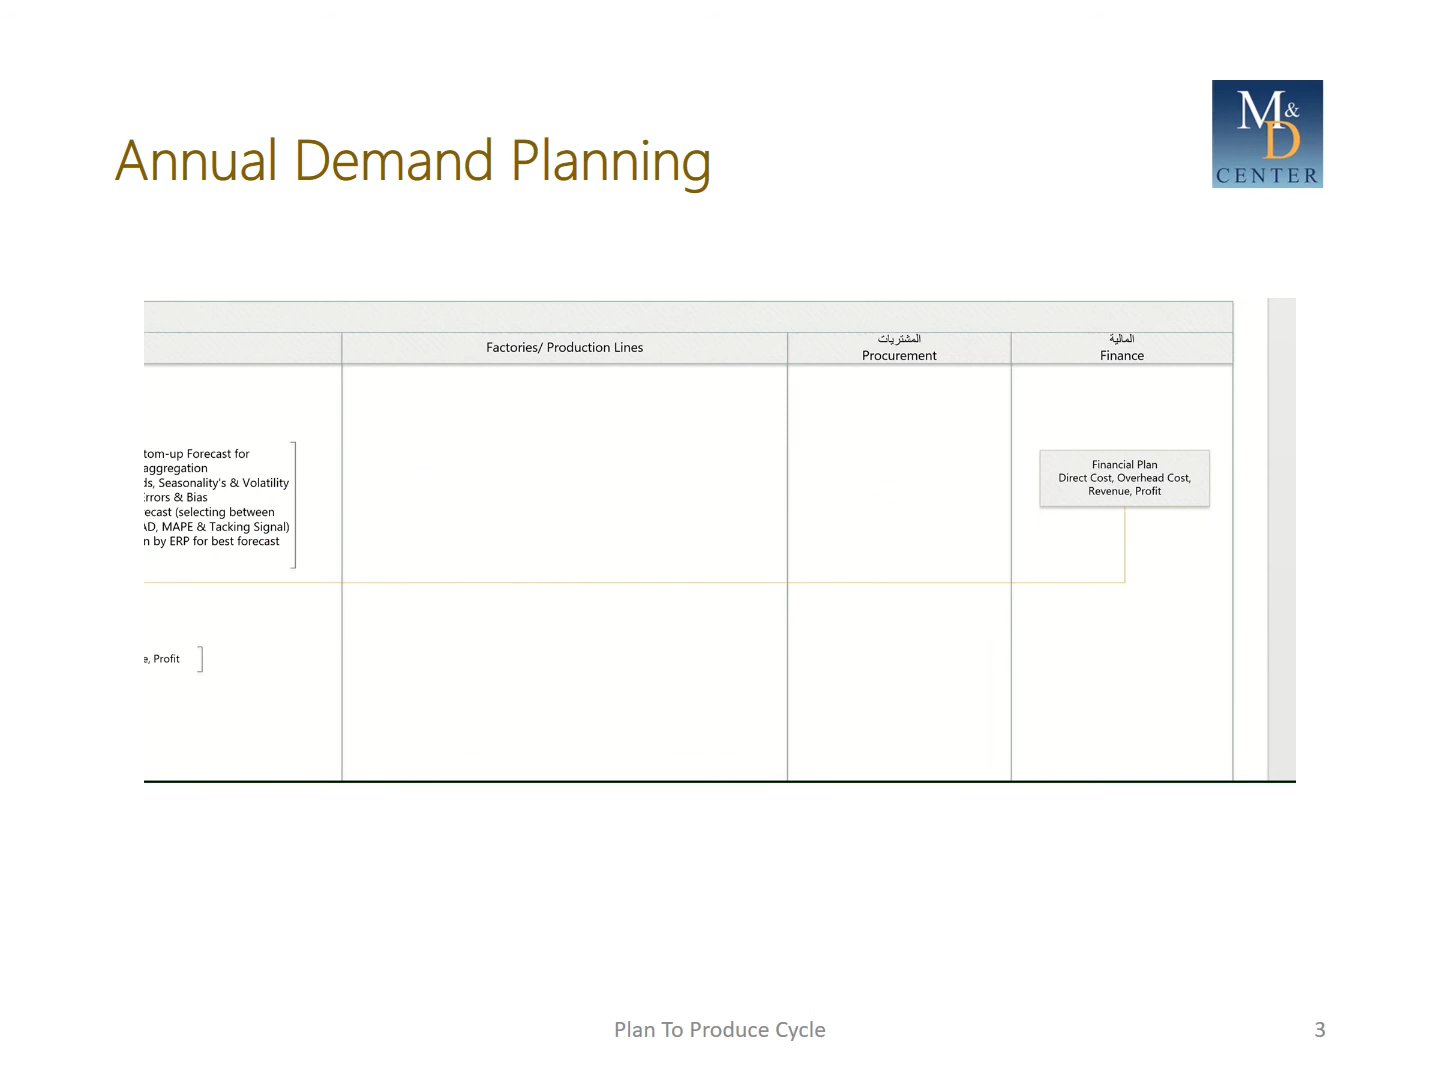 Annual Demand Planning
M&D
CENTER
Factories/ Production Lines
المشتريات
Procurement
المالية
Finance
tom-up Forecast for
aggregation
ds, Seasonality's & Volatility
Errors & Bias
recast (selecting between
AD, MAPE & Tacking Signal)
n by ERP for best forecast
Financial Plan
Direct Cost, Overhead Cost,
Revenue, Profit
e, Profit
Plan To Produce Cycle
3